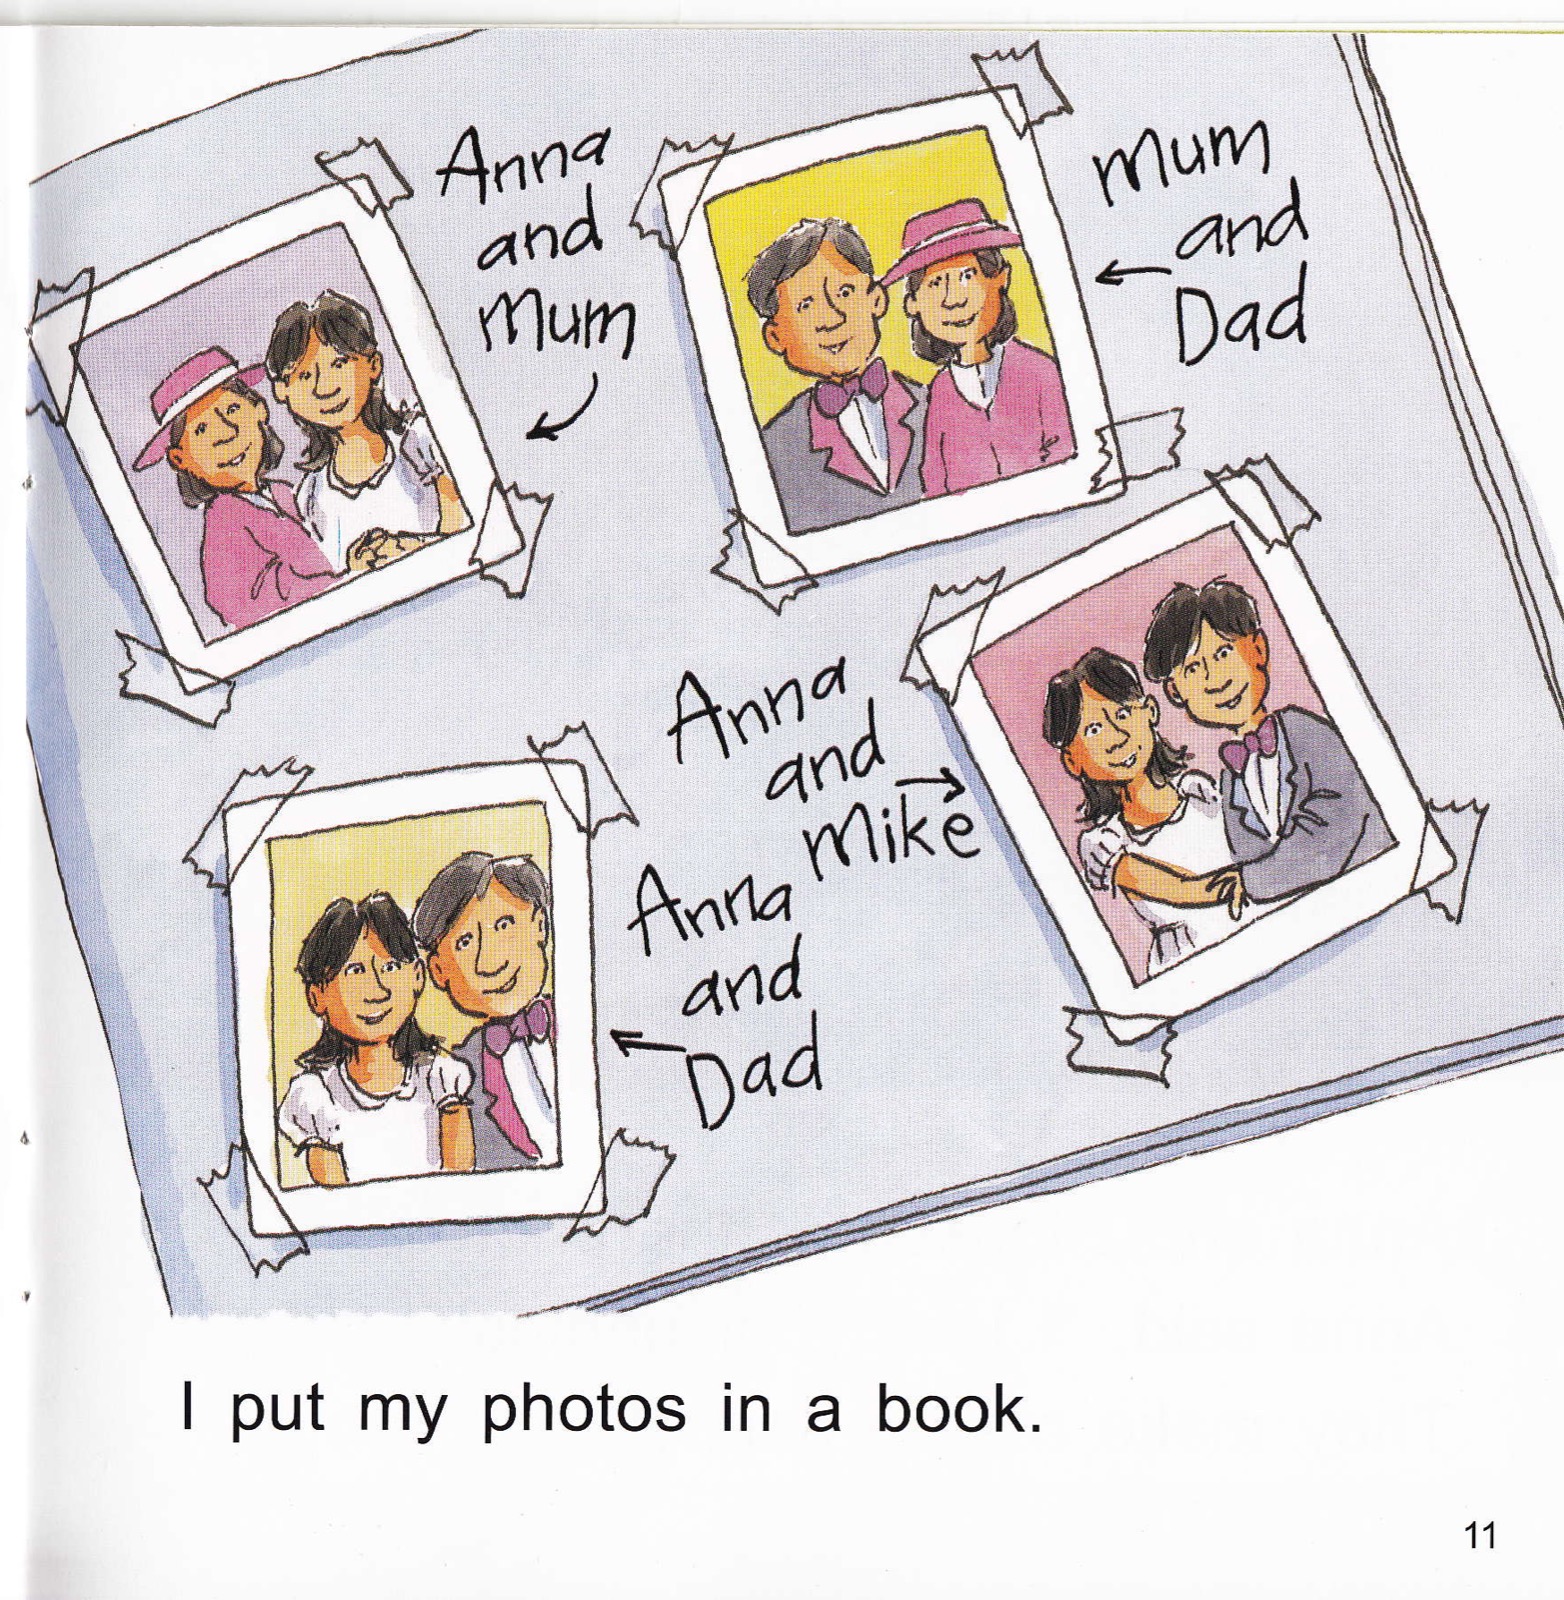 Anna
and
Mum
Mum
and
Dad
Anna
and
Mike
Anna
and
Dad
I put my photos in a book.
11